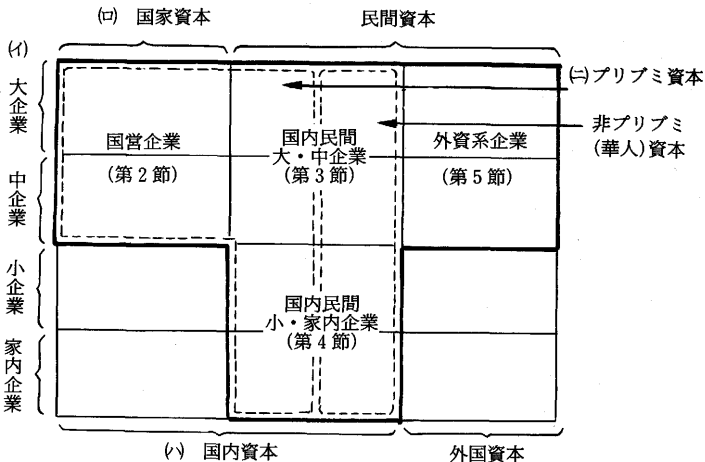 (ロ) 国家資本
民間資本
(イ)
大企業
中企業
小企業
家内企業
国営企業
(第2節)
国内民間
大・中企業
(第3節)
外資系企業
(第5節)
(ニ)プリブミ資本
非プリブミ
(華人)資本
国内民間
小・家内企業
(第4節)
(ハ) 国内資本
外国資本